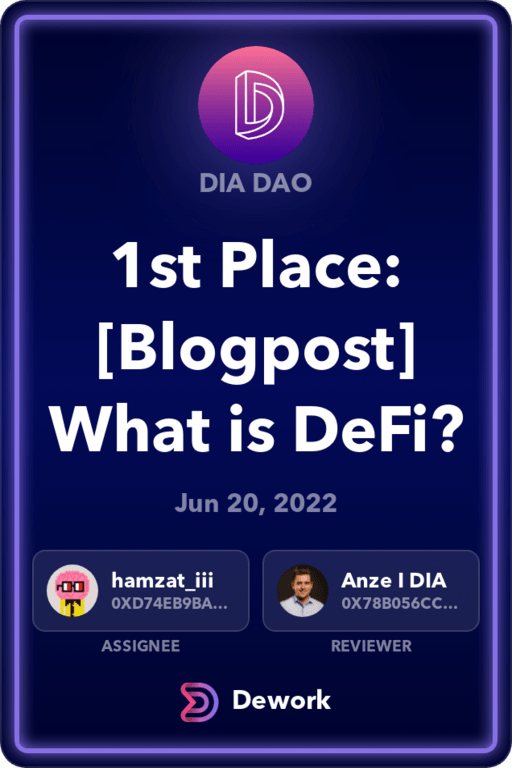 DIA DAO
1st Place:
[Blogpost]
What is DeFi?
Jun 20, 2022
hamzat_iii
0XD74EB9BA...
ASSIGNEE
Anze I DIA
0X78B056CC...
REVIEWER
Dework